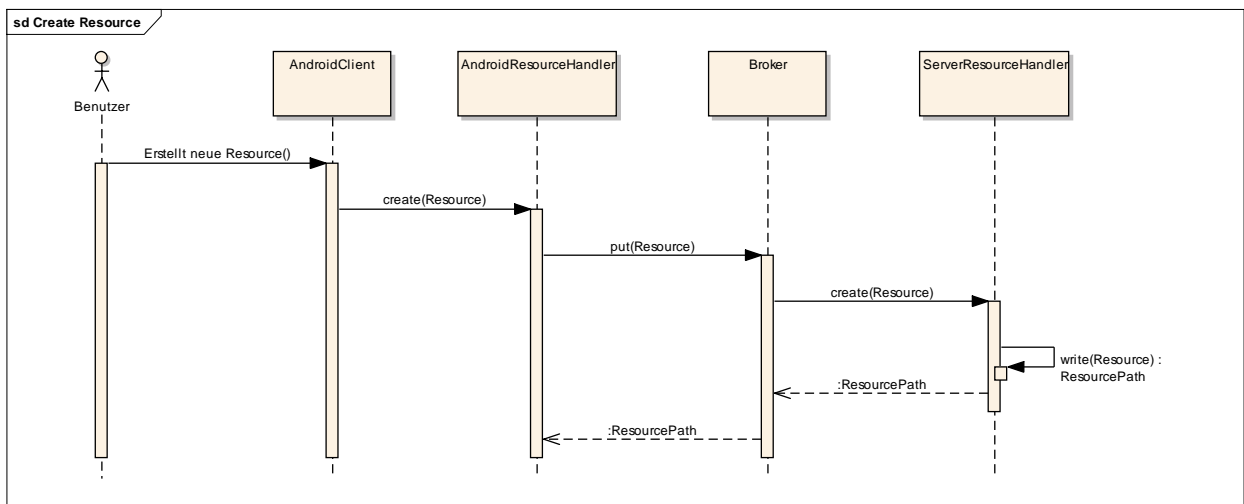 sd Create Resource
Benutzer
AndroidClient
AndroidResourceHandler
Broker
ServerResourceHandler
Erstellt neue Resource()
create(Resource)
put(Resource)
create(Resource)
write(Resource) :
ResourcePath
:ResourcePath
:ResourcePath